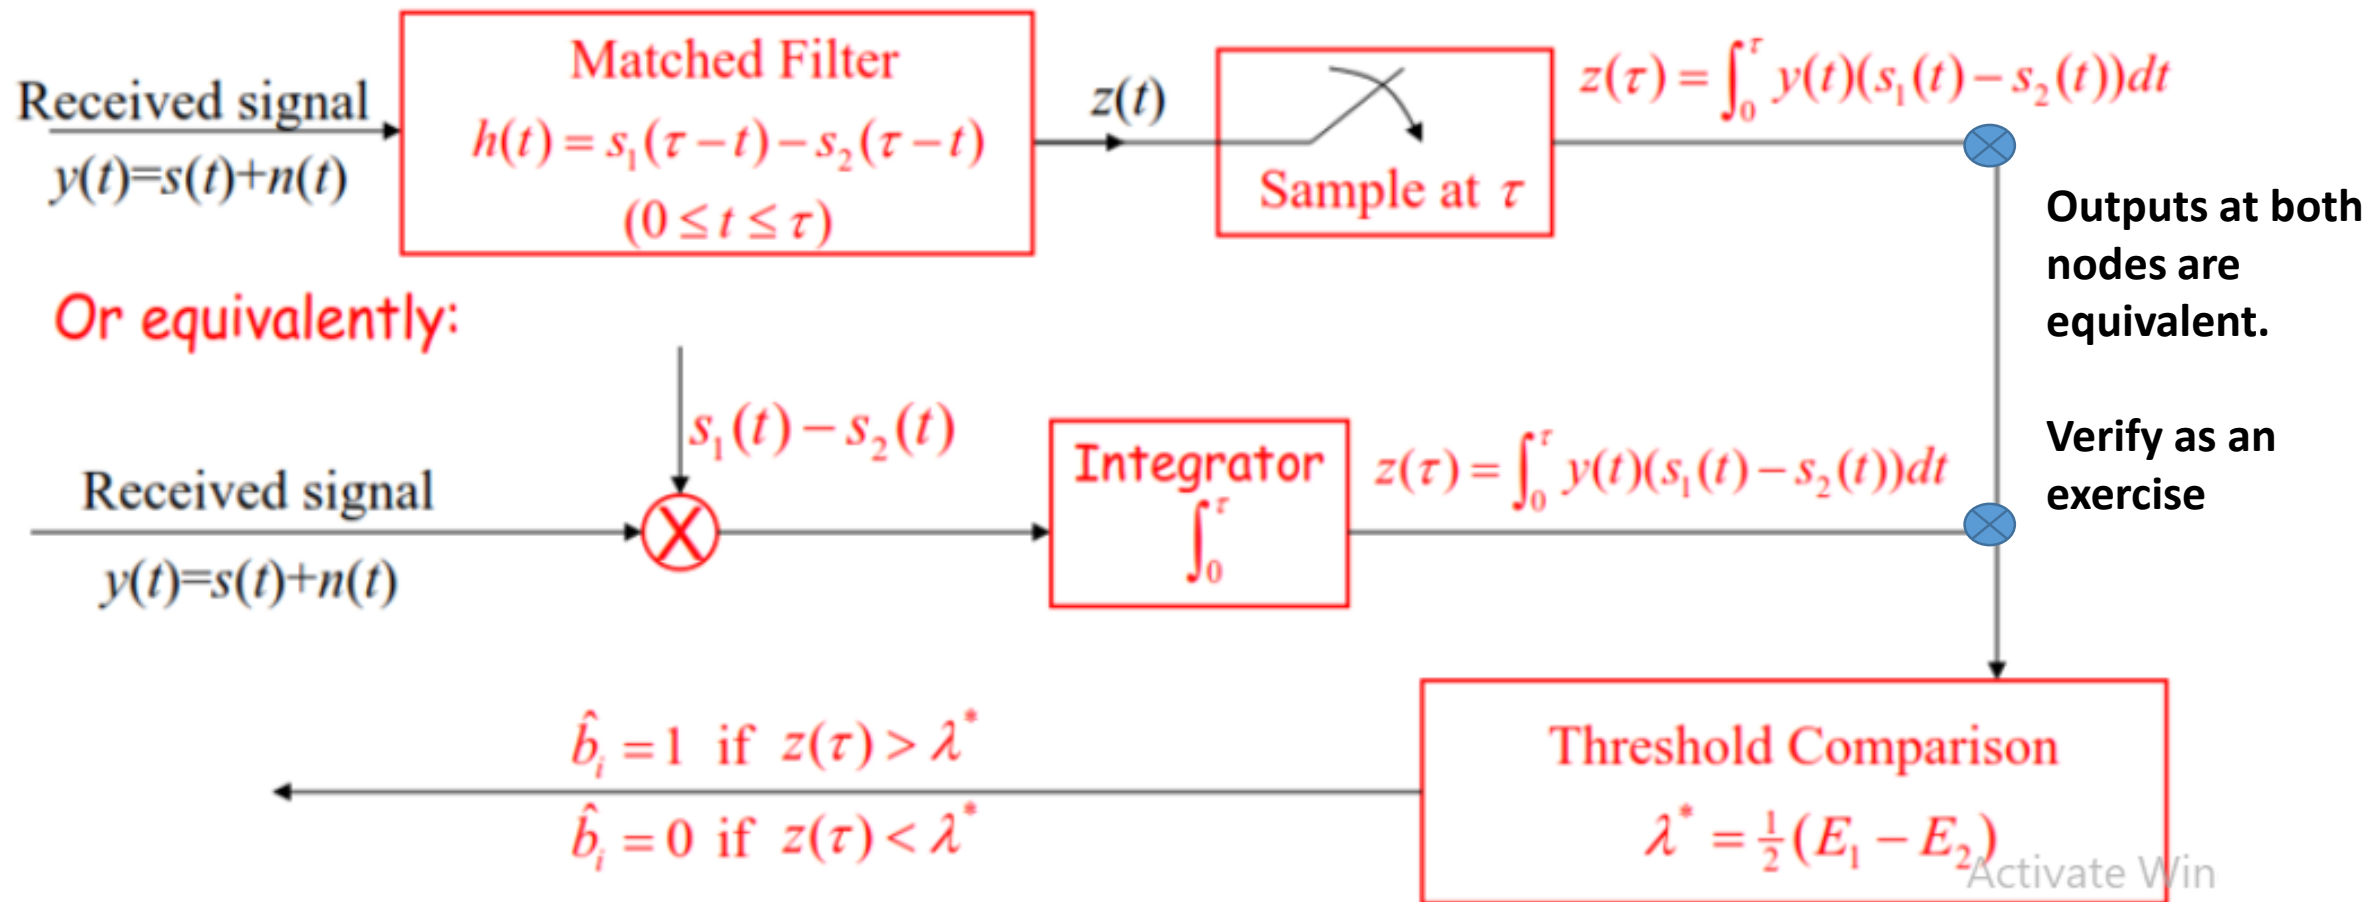 Matched Filter
Received signal
h(t) = s₁(τ − t) − s₂(τ − t)
y(t)=s(t)+n(t)
(0 ≤ t ≤ τ)
z(t)
Sample at τ
z(τ) = ∫₀^τ y(t)(s₁(t) − s₂(t))dt
Outputs at both
nodes are
equivalent.
Verify as an
exercise
Or equivalently:
s₁(t) − s₂(t)
Received signal
y(t)=s(t)+n(t)
X
Integrator
∫₀^τ
z(τ) = ∫₀^τ y(t)(s₁(t) − s₂(t))dt
Threshold Comparison
λ* = ½(E₁ − E₂)
b̂ᵢ = 1 if z(τ) > λ*
b̂ᵢ = 0 if z(τ) < λ*
Activate Win